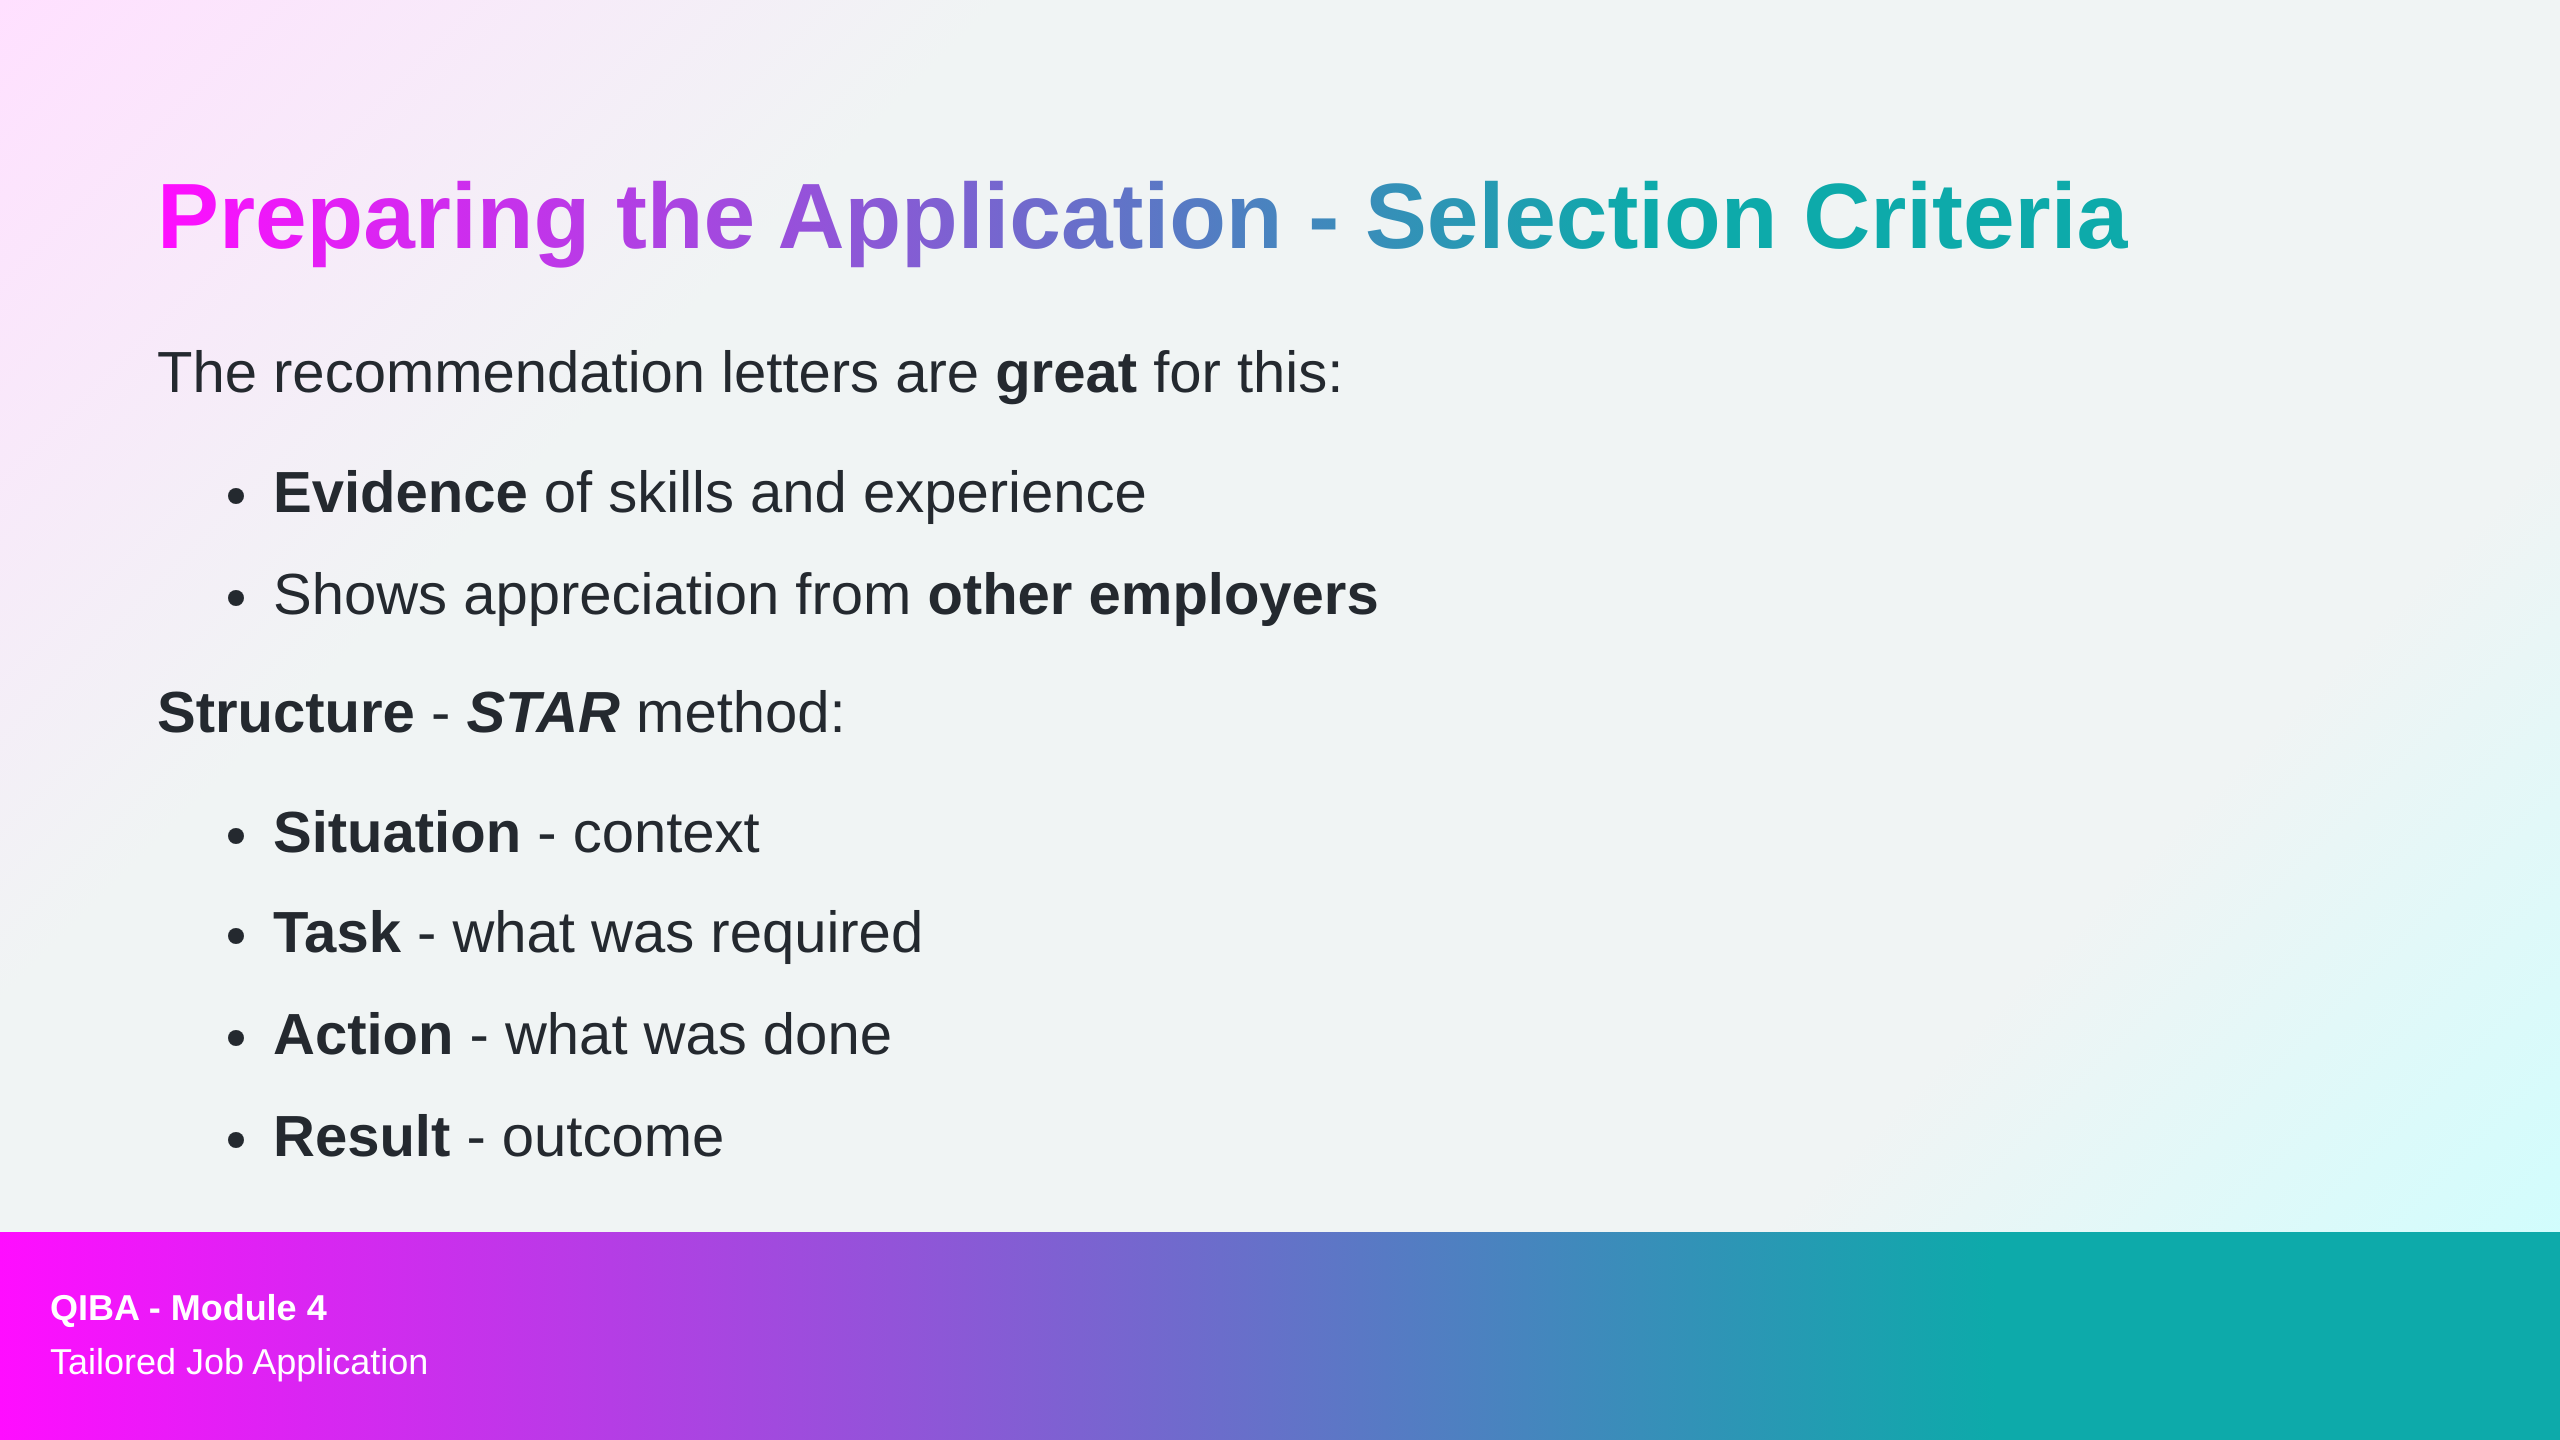 Preparing the Application - Selection Criteria
The recommendation letters are great for this:
• Evidence of skills and experience
• Shows appreciation from other employers
Structure - STAR method:
• Situation - context
• Task - what was required
• Action - what was done
• Result - outcome
QIBA - Module 4
Tailored Job Application